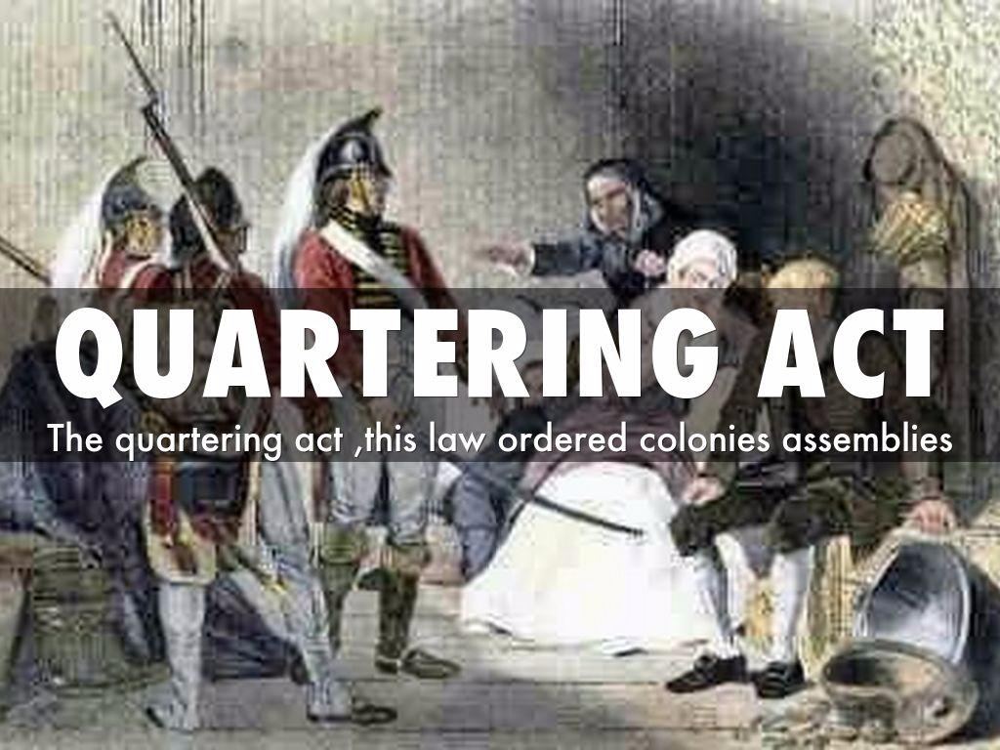 QUARTERING ACT
The quartering act ,this law ordered colonies assemblies